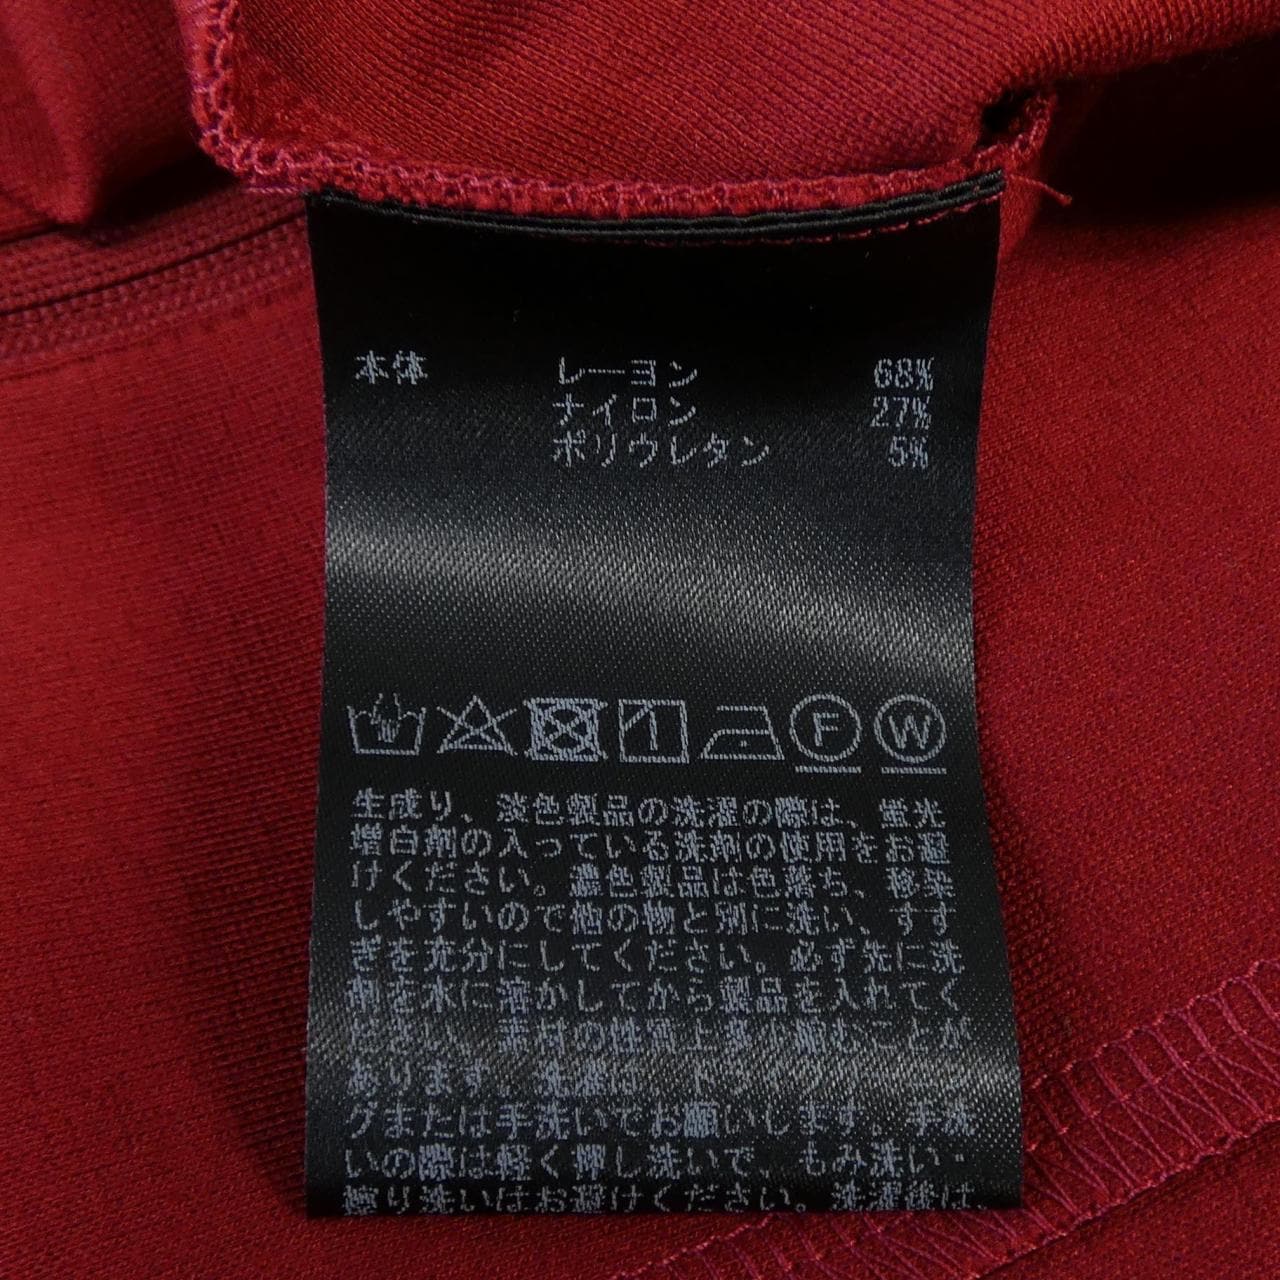 本体 レーヨン 68%
ナイロン 27%
ポリウレタン 5%
F W
生成り、淡色製品の洗濯の際は、蛍光
増白剤の入っている洗剤の使用をお避
けください。濃色製品は色落ち、移染
しやすいので他の物と別に洗い、すす
ぎを充分にしてください。必ず先に洗
剤を水に溶かしてから製品を入れてく
ださい。素材の性質上多少縮むことが
あります。洗濯は、ドライクリーニン
グまたは手洗いでお願いします。手洗
いの際は軽く押し洗いで、もみ洗い・
擦り洗いはお避けください。洗濯後は、